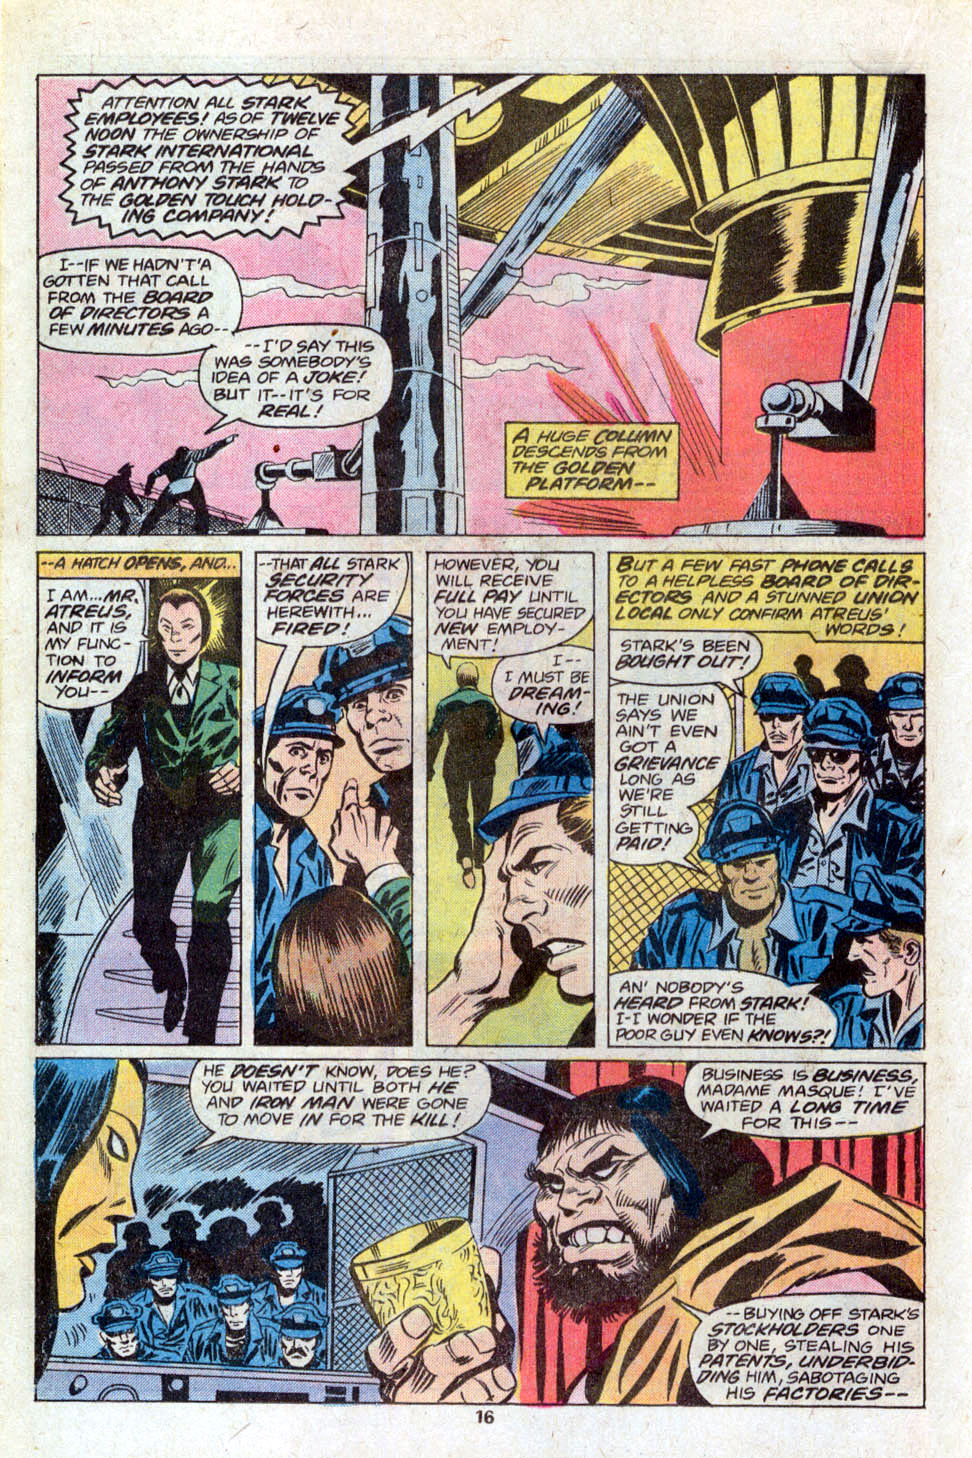 ATTENTION ALL STARK
EMPLOYEES! AS OF TWELVE
NOON THE OWNERSHIP OF
STARK INTERNATIONAL
PASSED FROM THE HANDS
OF ANTHONY STARK TO
THE GOLDEN TOUCH HOLD-
ING COMPANY!
I--IF WE HADN'T'A
GOTTEN THAT CALL
FROM THE BOARD
OF DIRECTORS A
FEW MINUTES AGO--
--I'D SAY THIS
WAS SOMEBODY'S
IDEA OF A JOKE!
BUT IT--IT'S FOR
REAL!
A HUGE COLUMN
DESCENDS FROM
THE GOLDEN
PLATFORM--
--A HATCH OPENS, AND...
I AM...MR.
ATREUS,
AND IT IS
MY FUNC-
TION TO
INFORM
YOU--
--THAT ALL STARK
SECURITY
FORCES ARE
HEREWITH...
FIRED!
HOWEVER, YOU
WILL RECEIVE
FULL PAY UNTIL
YOU HAVE SECURED
NEW EMPLOY-
MENT!
I--
I MUST BE
DREAM-
ING!
BUT A FEW FAST PHONE CALLS
TO A HELPLESS BOARD OF DIR-
ECTORS AND A STUNNED UNION
LOCAL ONLY CONFIRM ATREUS'
WORDS!
STARK'S BEEN
BOUGHT OUT!
THE UNION
SAYS WE
AIN'T EVEN
GOT A
GRIEVANCE
LONG AS
WE'RE
STILL
GETTING
PAID!
AN' NOBODY'S
HEARD FROM STARK!
I-I WONDER IF THE
POOR GUY EVEN KNOWS?!
HE DOESN'T KNOW, DOES HE?
YOU WAITED UNTIL BOTH HE
AND IRON MAN WERE GONE
TO MOVE IN FOR THE KILL!
BUSINESS IS BUSINESS,
MADAME MASQUE! I'VE
WAITED A LONG TIME
FOR THIS--
--BUYING OFF STARK'S
STOCKHOLDERS ONE
BY ONE, STEALING HIS
PATENTS, UNDERBID-
DING HIM, SABOTAGING
HIS FACTORIES--
16